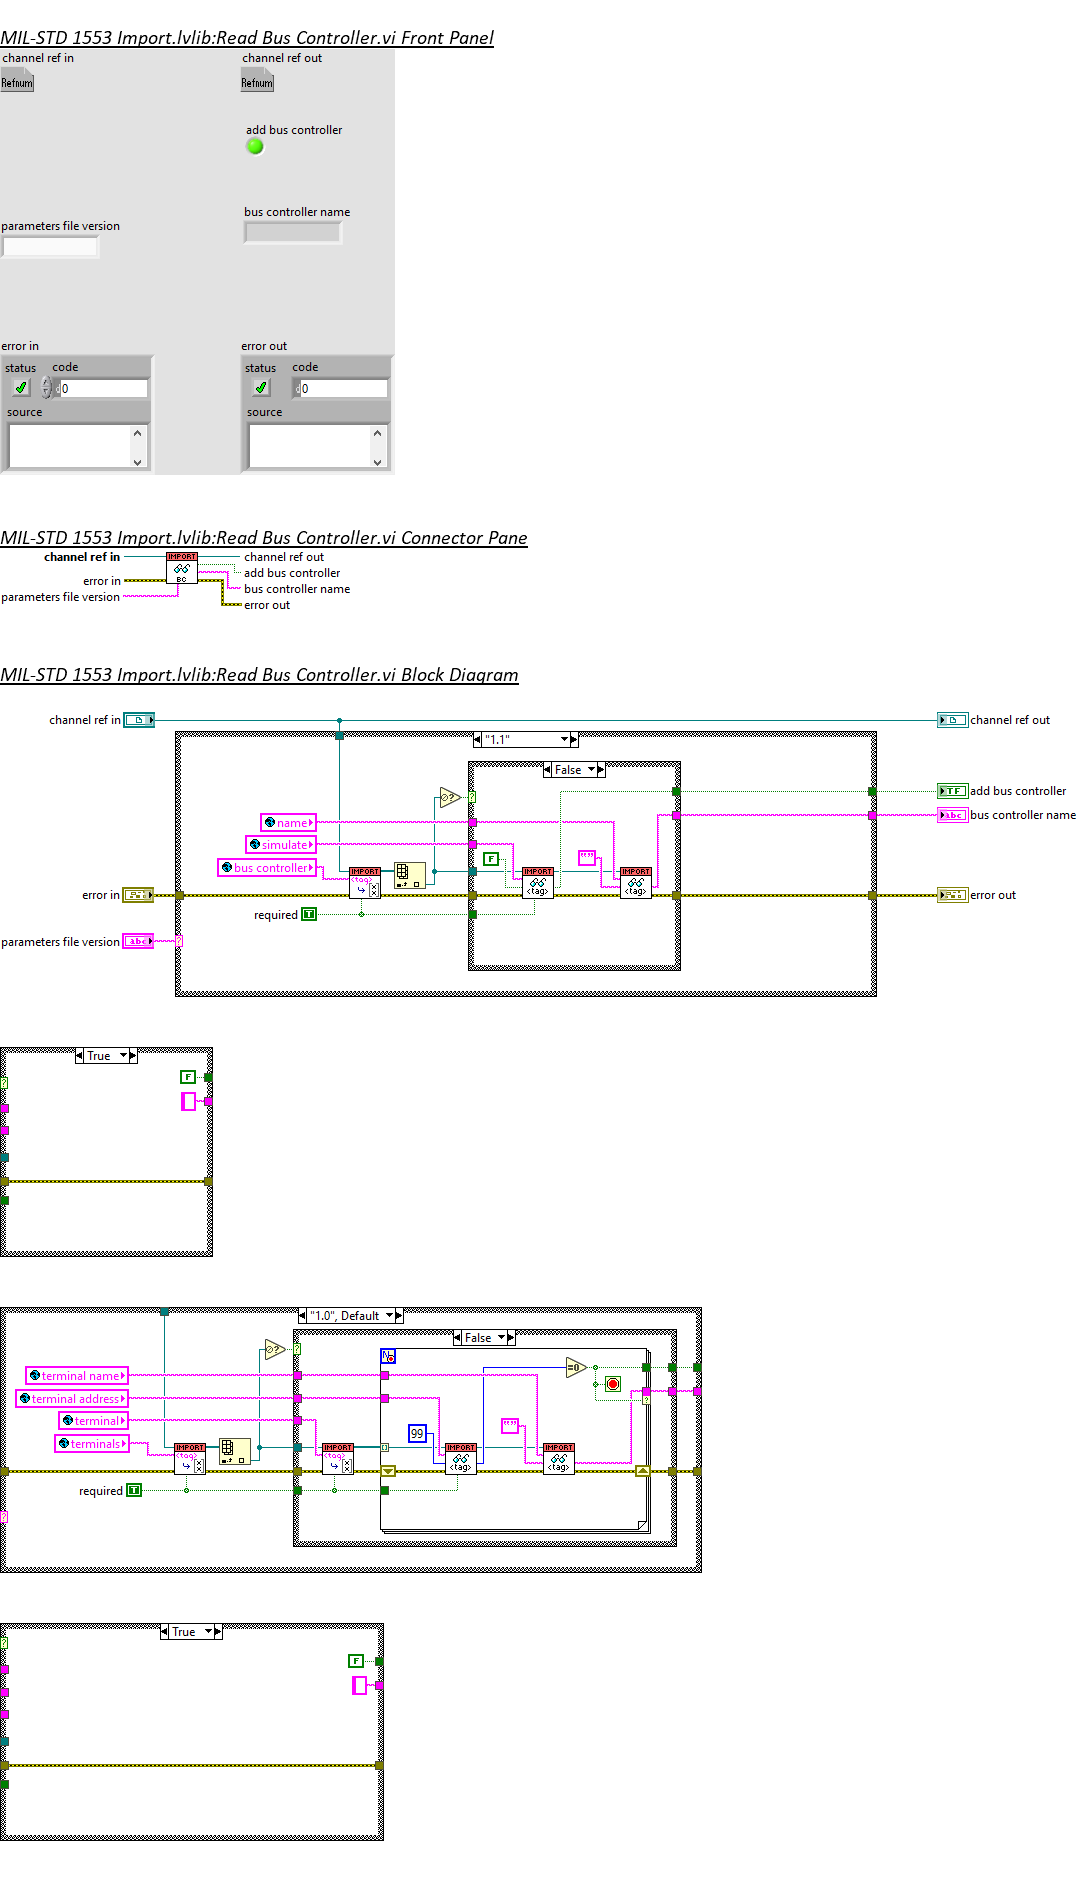 MIL-STD 1553 Import.lvlib:Read Bus Controller.vi Front Panel
channel ref in
channel ref out
Refnum
Refnum
add bus controller
bus controller name
parameters file version
error in
error out
status
code
status
code
0
0
source
source
MIL-STD 1553 Import.lvlib:Read Bus Controller.vi Connector Pane
channel ref in
IMPORT
BC
channel ref out
add bus controller
error in
bus controller name
parameters file version
error out
MIL-STD 1553 Import.lvlib:Read Bus Controller.vi Block Diagram
channel ref in
channel ref out
"1.1"
False
TF
add bus controller
?
?
abc
bus controller name
name
simulate
F
""
bus controller
IMPORT
<tag>
IMPORT
<tag>
IMPORT
<tag>
error in
error out
required
T
parameters file version
abc
?
True
?
F
"1.0", Default
False
?
?
N
=0
terminal name
terminal address
?
terminal
99
""
terminals
IMPORT
<tag>
IMPORT
<tag>
IMPORT
<tag>
IMPORT
<tag>
required
T
?
True
?
F